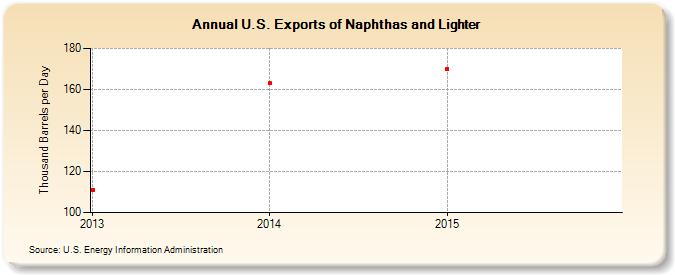 Annual U.S. Exports of Naphthas and Lighter
Thousand Barrels per Day
180
160
140
120
100
2013
2014
2015
Source: U.S. Energy Information Administration